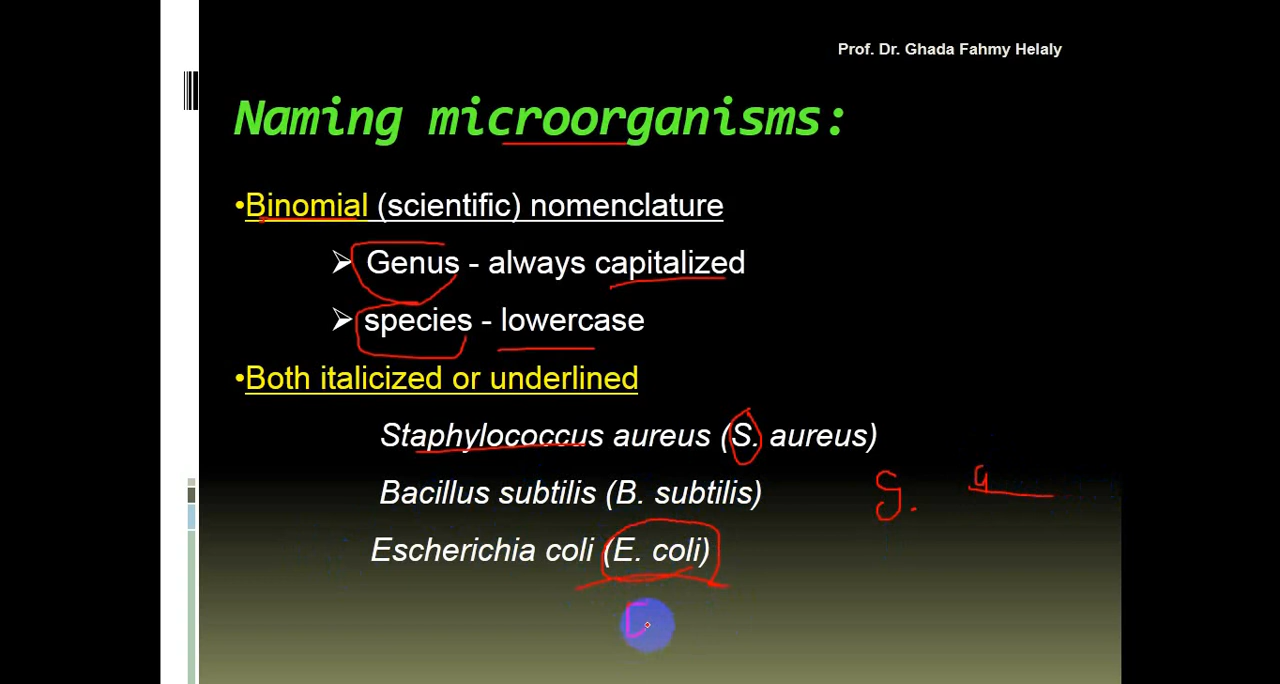 Prof. Dr. Ghada Fahmy Helaly
Naming microorganisms:
•Binomial (scientific) nomenclature
➢ Genus - always capitalized
➢ species - lowercase
•Both italicized or underlined
Staphylococcus aureus (S. aureus)
Bacillus subtilis (B. subtilis)
S. a
Escherichia coli (E. coli)